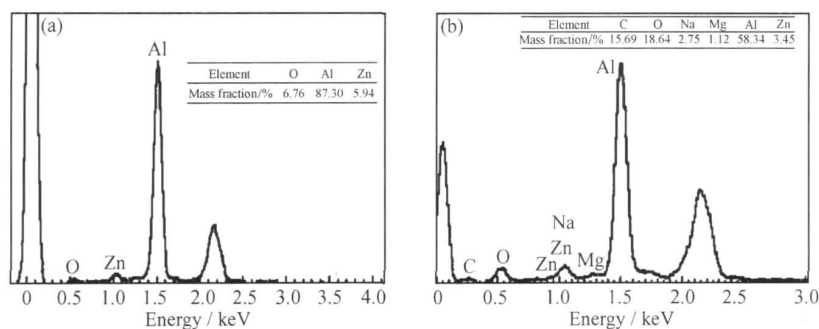 (a)
Al
Element O Al Zn
Mass fraction/% 6.76 87.30 5.94
O
Zn
0 0.5 1.0 1.5 2.0 2.5 3.0 3.5 4.0
Energy / keV
(b)
Element C O Na Mg Al Zn
Mass fraction/% 15.69 18.64 2.75 1.12 58.34 3.45
Al
Na
Zn
C
O
Zn
Mg
0 0.5 1.0 1.5 2.0 2.5 3.0
Energy / keV